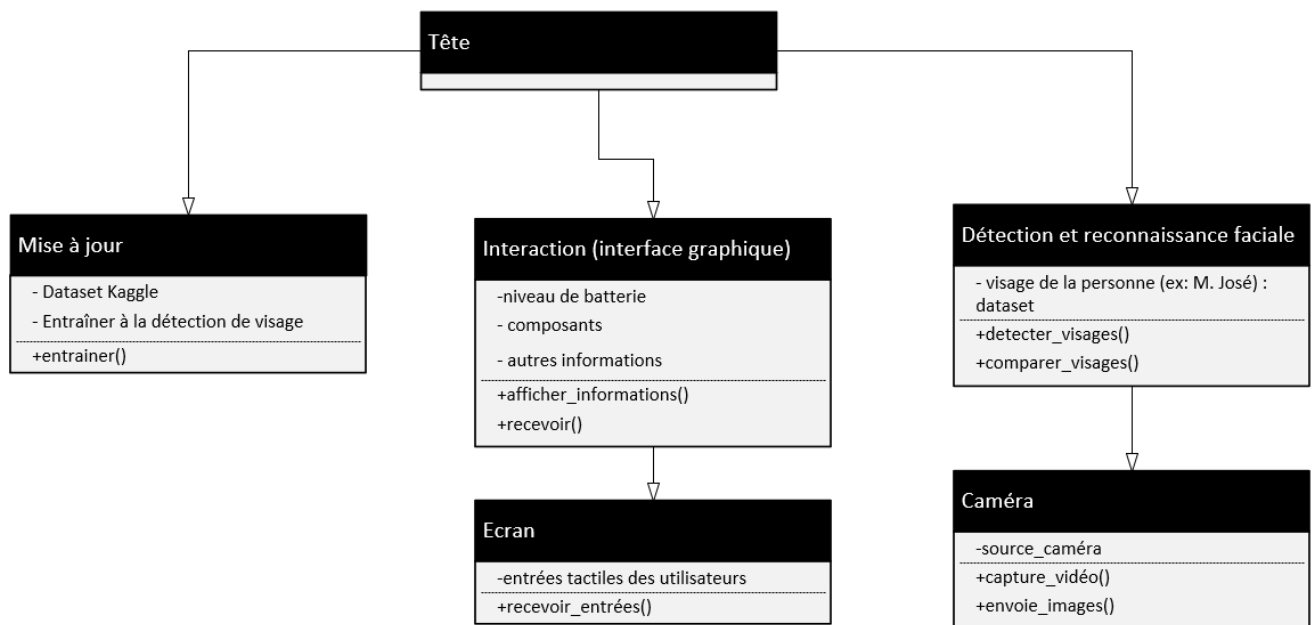 Tête
Mise à jour
- Dataset Kaggle
- Entraîner à la détection de visage
+entrainer()
Interaction (interface graphique)
-niveau de batterie
- composants
- autres informations
+afficher_informations()
+recevoir()
Détection et reconnaissance faciale
- visage de la personne (ex: M. José) :
dataset
+detecter_visages()
+comparer_visages()
Ecran
-entrées tactiles des utilisateurs
+recevoir_entrées()
Caméra
-source_caméra
+capture_vidéo()
+envoie_images()